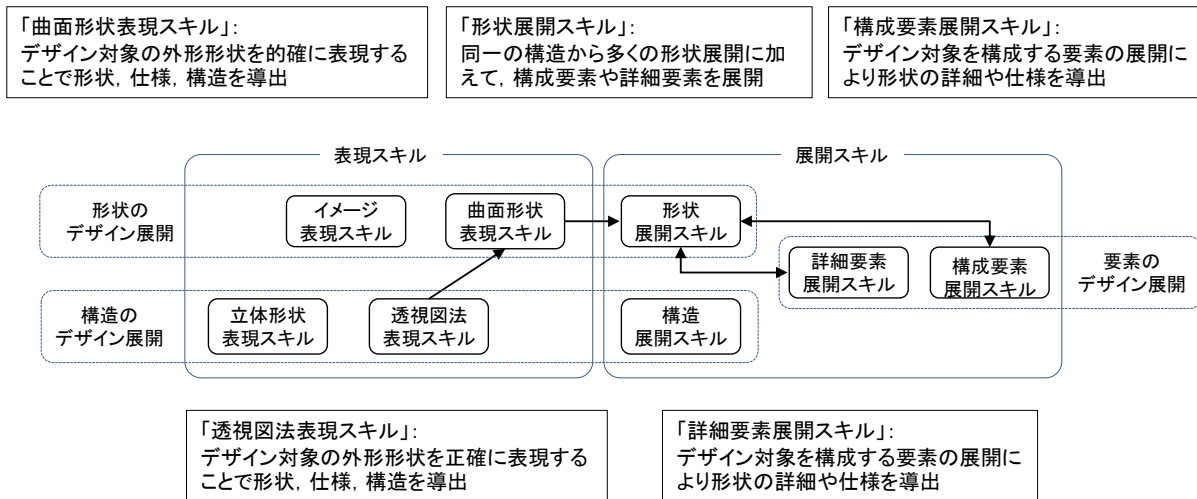 「曲面形状表現スキル」:
デザイン対象の外形形状を的確に表現する
ことで形状, 仕様, 構造を導出
「形状展開スキル」:
同一の構造から多くの形状展開に加
えて, 構成要素や詳細要素を展開
「構成要素展開スキル」:
デザイン対象を構成する要素の展開に
より形状の詳細や仕様を導出
表現スキル
展開スキル
形状の
デザイン展開
イメージ
表現スキル
曲面形状
表現スキル
形状
展開スキル
詳細要素
展開スキル
構成要素
展開スキル
要素の
デザイン展開
構造の
デザイン展開
立体形状
表現スキル
透視図法
表現スキル
構造
展開スキル
「透視図法表現スキル」:
デザイン対象の外形形状を正確に表現する
ことで形状, 仕様, 構造を導出
「詳細要素展開スキル」:
デザイン対象を構成する要素の展開に
より形状の詳細や仕様を導出